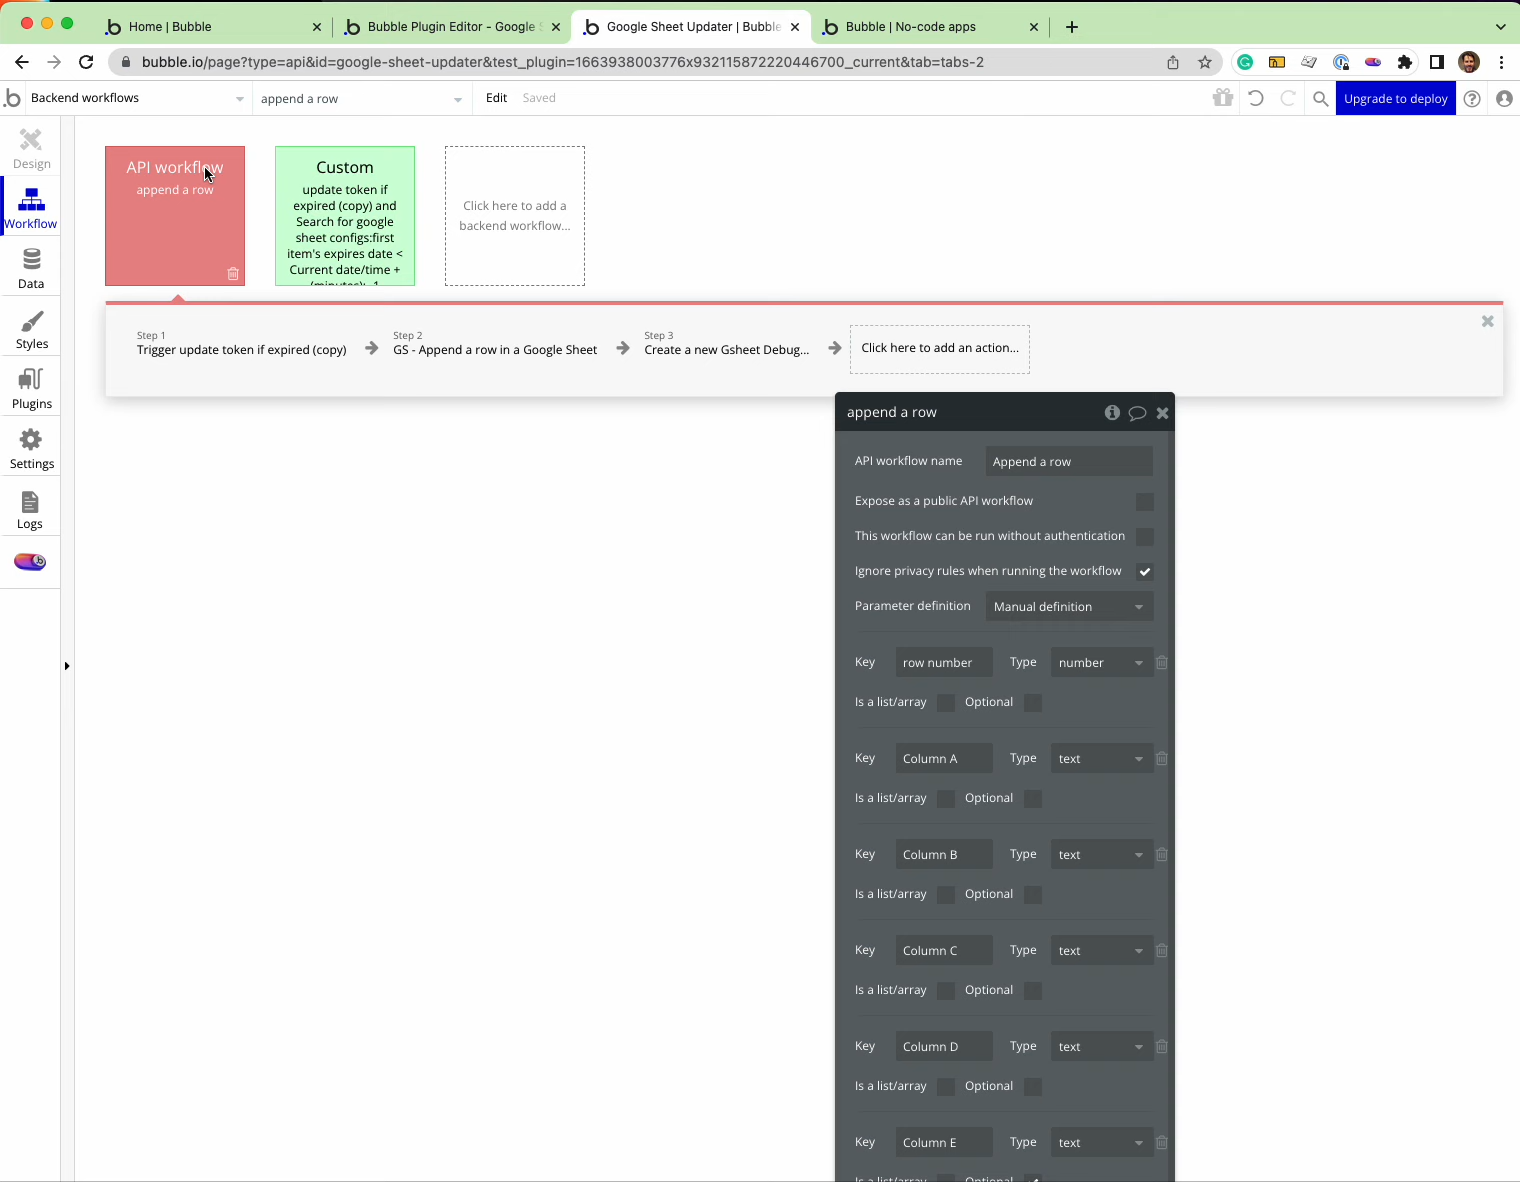 Home | Bubble
Bubble Plugin Editor - Google S
Google Sheet Updater | Bubble
Bubble | No-code apps
bubble.io/page?type=api&id=google-sheet-updater&test_plugin=1663938003776x932115872220446700_current&tab=tabs-2
Backend workflows
append a row
Edit
Saved
Upgrade to deploy
Design
Workflow
Data
Styles
Plugins
Settings
Logs
API workflow
append a row
Custom
update token if
expired (copy) and
Search for google
sheet configs:first
item's expires date <
Current date/time +
(minutes): -1
Click here to add a
backend workflow...
Step 1
Trigger update token if expired (copy)
Step 2
GS - Append a row in a Google Sheet
Step 3
Create a new Gsheet Debug...
Click here to add an action...
append a row
API workflow name
Append a row
Expose as a public API workflow
This workflow can be run without authentication
Ignore privacy rules when running the workflow
Parameter definition
Manual definition
Key
row number
Type
number
Is a list/array
Optional
Key
Column A
Type
text
Is a list/array
Optional
Key
Column B
Type
text
Is a list/array
Optional
Key
Column C
Type
text
Is a list/array
Optional
Key
Column D
Type
text
Is a list/array
Optional
Key
Column E
Type
text
Is a list/array
Optional